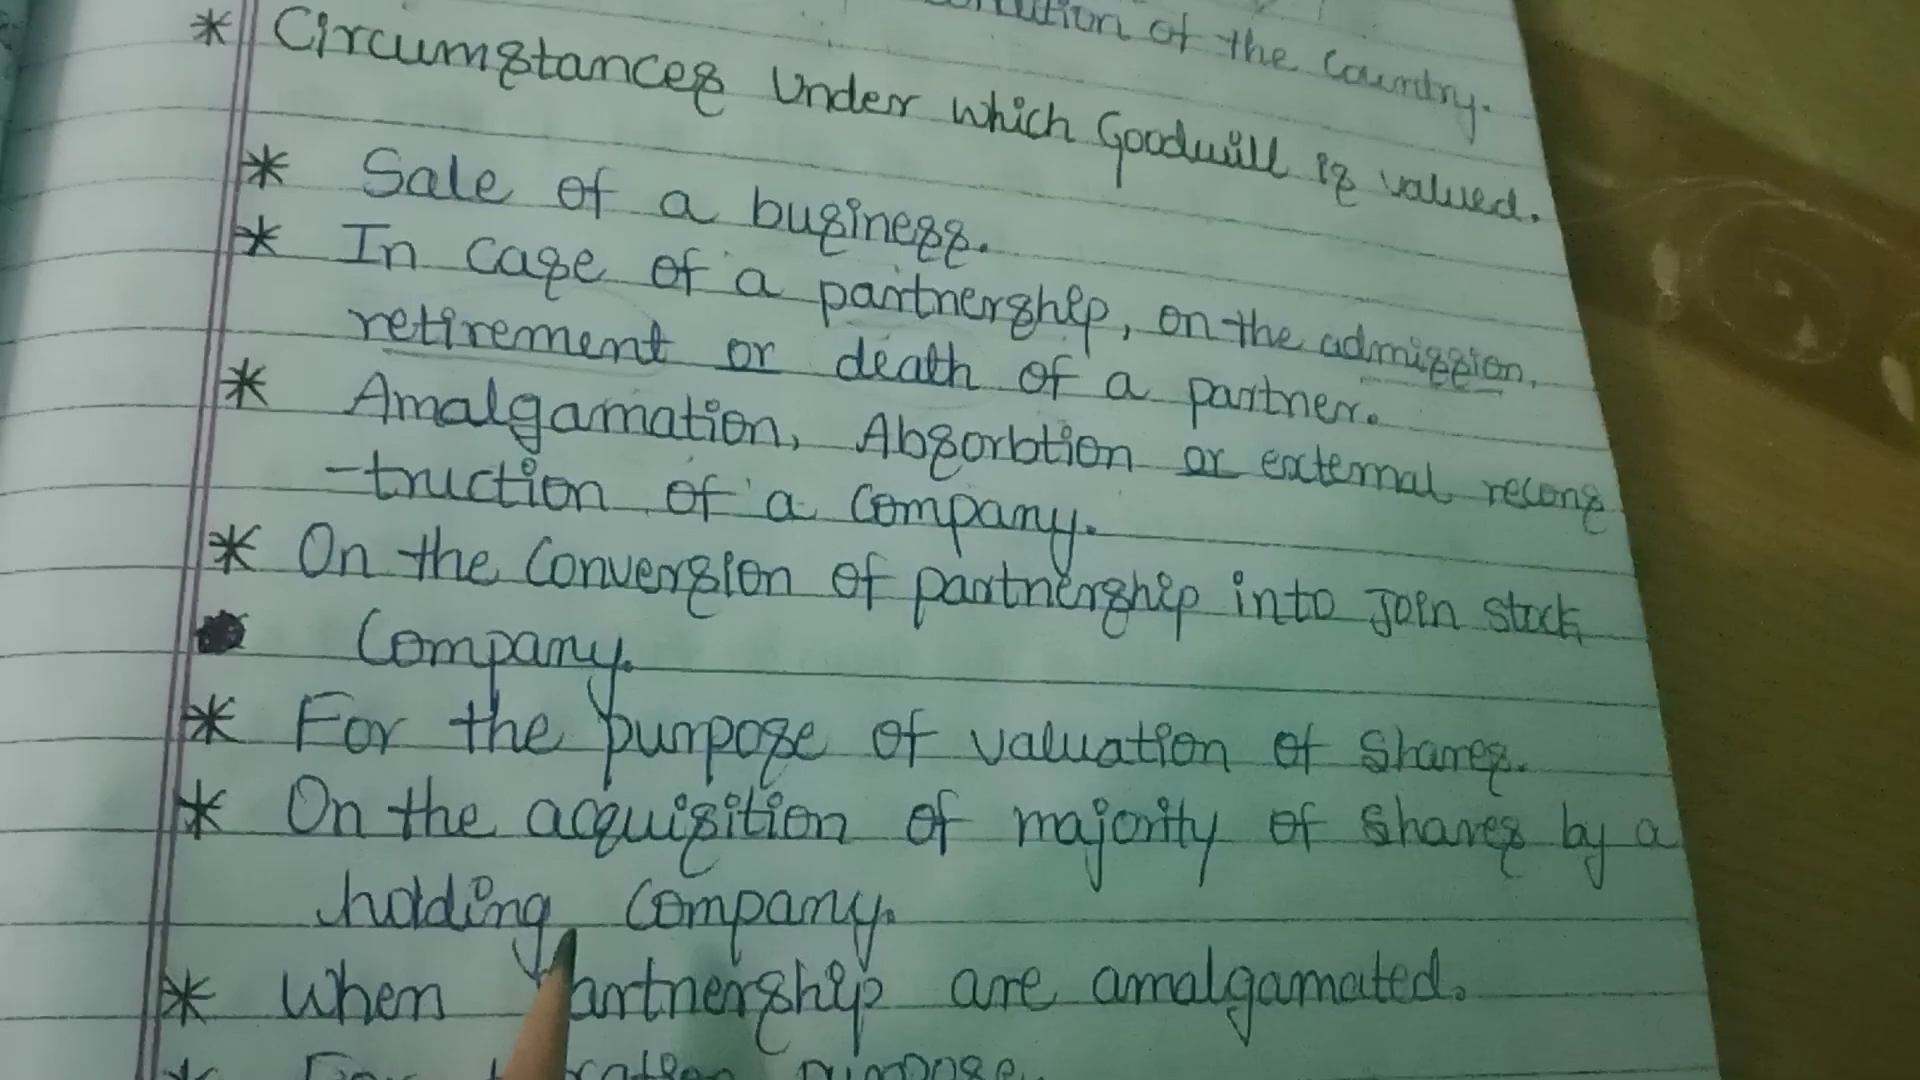 of the country.
* Circumstances Under which Goodwill is valued.
* Sale of a business.
* In case of a partnership, on the admission,
retirement or death of a partner.
* Amalgamation, Absorbtion or external recons
-truction of a company.
* On the Conversion of partnership into Join stock
Company.
* For the purpose of valuation of Shares.
* On the acquisition of majority of shares by a
holding Company.
* When Partnership are amalgamated.
* purpose.